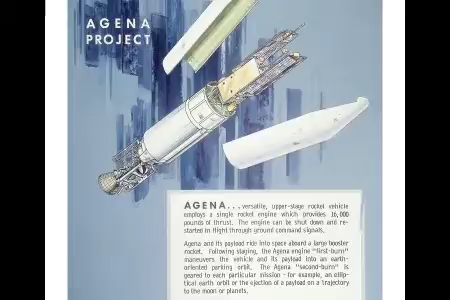 AGENA
PROJECT
AGENA... versatile, upper-stage rocket vehicle
employs a single rocket engine which provides 16,000
pounds of thrust. The engine can be shut down and re-
started in flight through ground command signals.
Agena and its payload ride into space aboard a large booster
rocket. Following staging, the Agena engine "first-burn"
maneuvers the vehicle and its payload into an earth-
oriented parking orbit. The Agena "second-burn" is
geared to each particular mission - for example, an ellip-
tical earth orbit or the ejection of a payload on a trajectory
to the moon or planets.